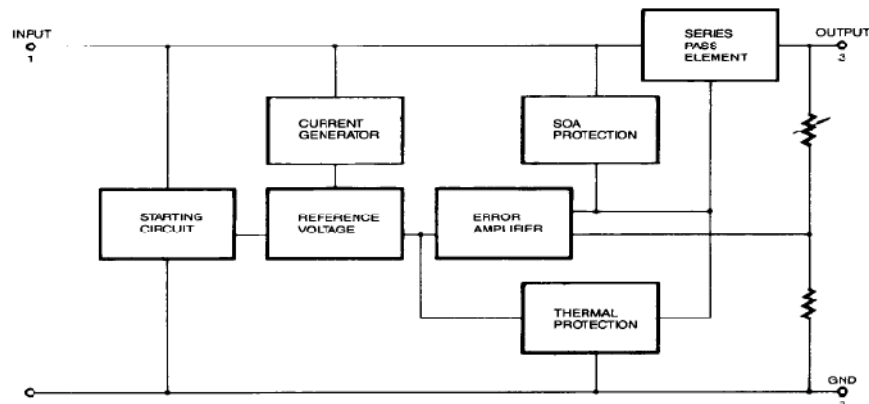 INPUT
1
SERIES
PASS
ELEMENT
OUTPUT
3
CURRENT
GENERATOR
SOA
PROTECTION
STARTING
CIRCUIT
REFERENCE
VOLTAGE
ERROR
AMPLIFIER
THERMAL
PROTECTION
GND